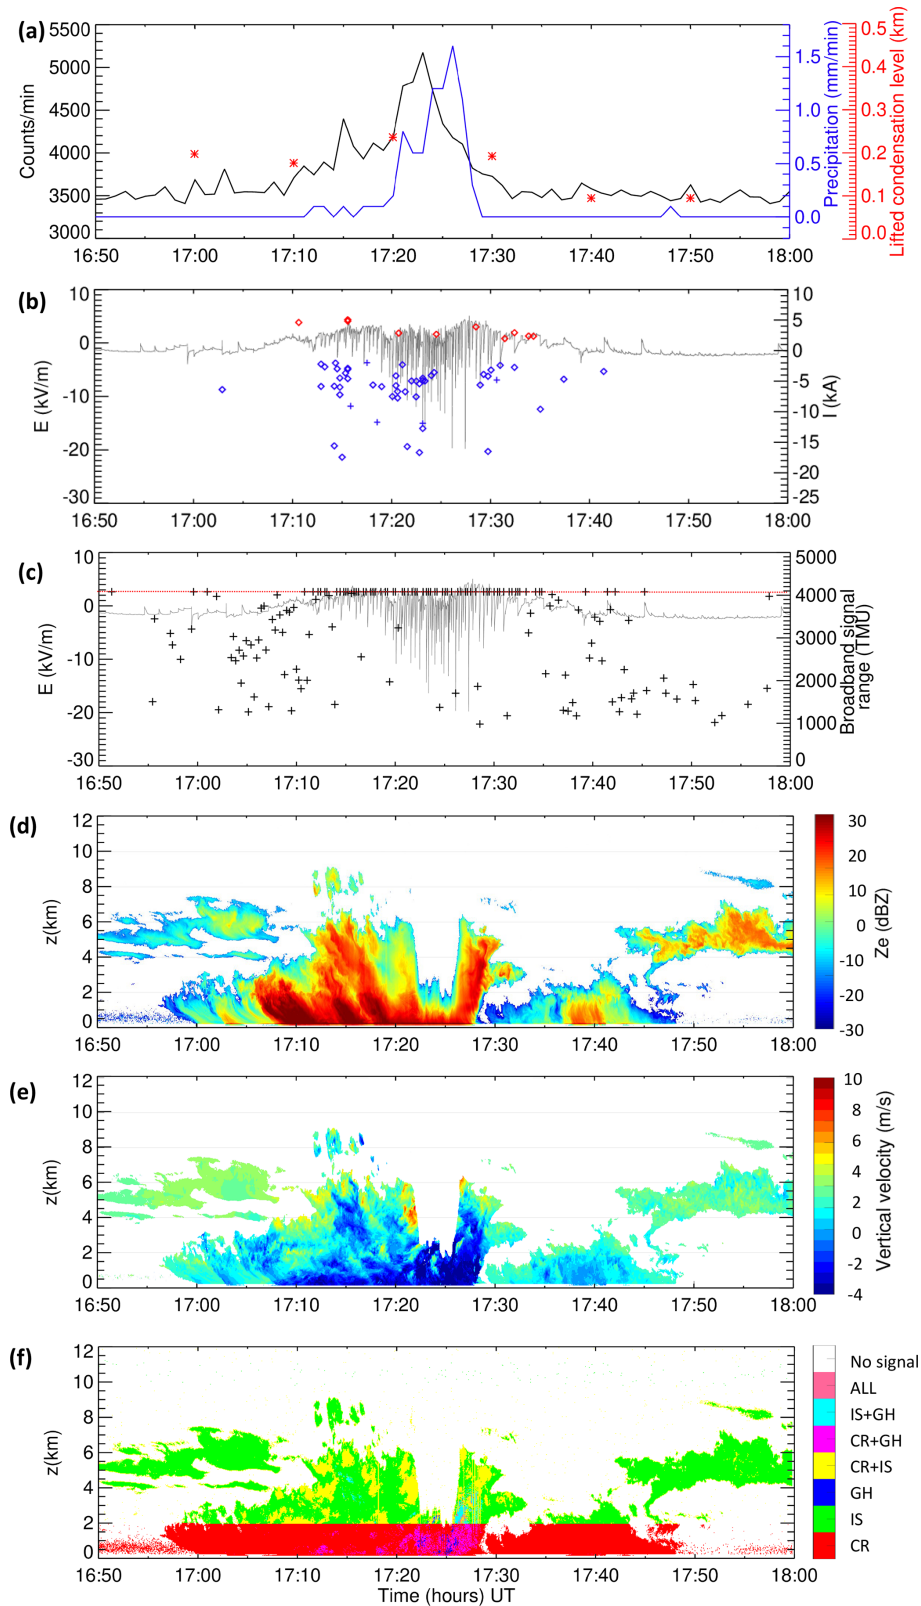 (a)
5500
5000
4500
4000
3500
3000
Counts/min
1.5
1.0
0.5
0.0
Precipitation (mm/min)
0.5
0.4
0.3
0.2
0.1
0.0
Lifted condensation level (km)
16:50 17:00 17:10 17:20 17:30 17:40 17:50 18:00
(b)
10
0
-10
-20
-30
E (kV/m)
10
5
0
-5
-10
-15
-20
-25
I (kA)
16:50 17:00 17:10 17:20 17:30 17:40 17:50 18:00
(c)
10
0
-10
-20
-30
E (kV/m)
5000
4000
3000
2000
1000
0
Broadband signal
range (TMU)
16:50 17:00 17:10 17:20 17:30 17:40 17:50 18:00
(d)
12
10
8
6
4
2
0
z(km)
30
20
10
0
-10
-20
-30
Ze (dBZ)
16:50 17:00 17:10 17:20 17:30 17:40 17:50 18:00
(e)
12
10
8
6
4
2
0
z(km)
10
8
6
4
2
0
-2
-4
Vertical velocity (m/s)
16:50 17:00 17:10 17:20 17:30 17:40 17:50 18:00
(f)
12
10
8
6
4
2
0
z(km)
No signal
ALL
IS+GH
CR+GH
CR+IS
GH
IS
CR
16:50 17:00 17:10 17:20 17:30 17:40 17:50 18:00
Time (hours) UT